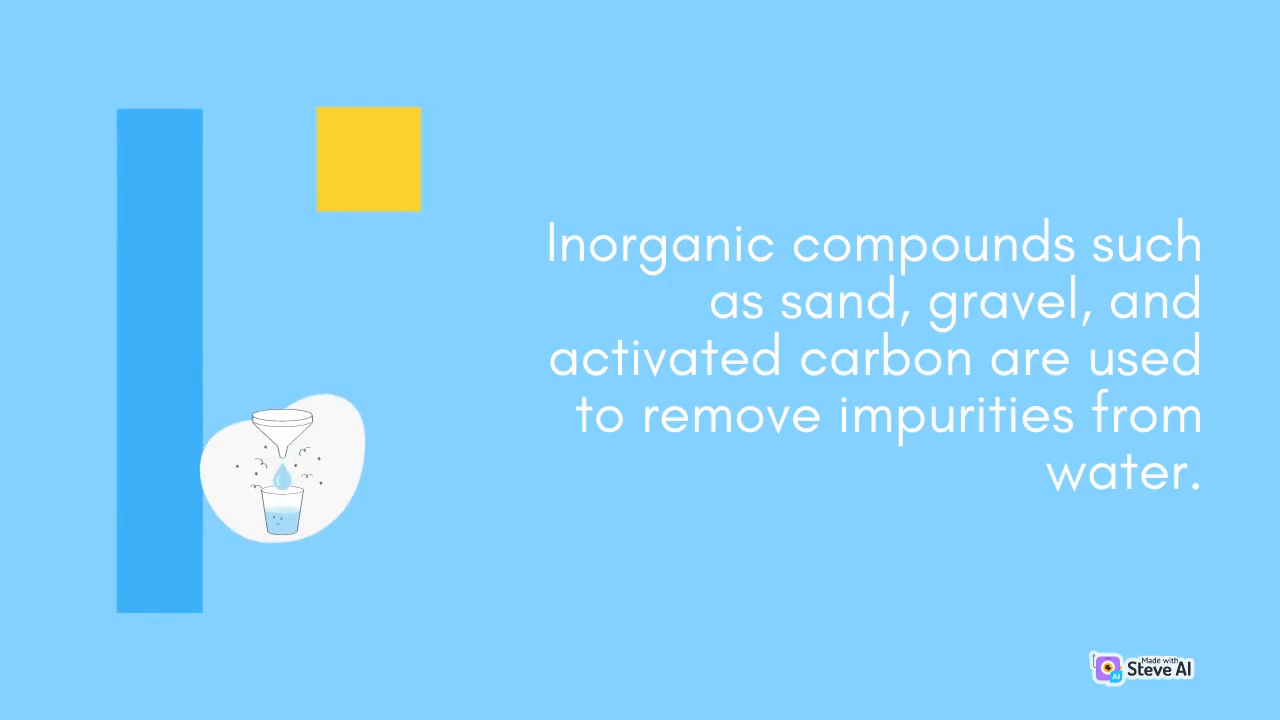 Inorganic compounds such
as sand, gravel, and
activated carbon are used
to remove impurities from
water.
Made with
Steve AI
AI